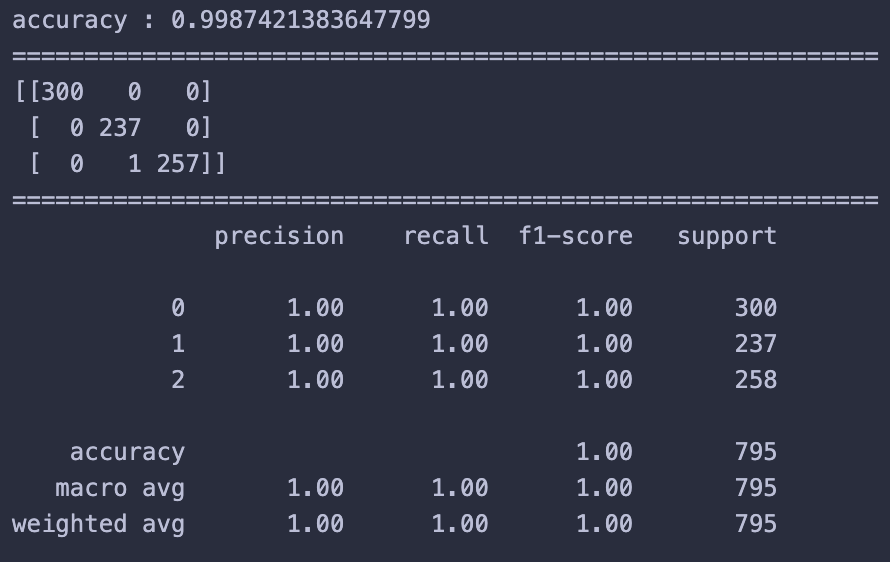 accuracy : 0.9987421383647799
============================================================
[[300   0   0]
 [  0 237   0]
 [  0   1 257]]
============================================================
              precision    recall  f1-score   support

           0       1.00      1.00      1.00       300
           1       1.00      1.00      1.00       237
           2       1.00      1.00      1.00       258

    accuracy                           1.00       795
   macro avg       1.00      1.00      1.00       795
weighted avg       1.00      1.00      1.00       795